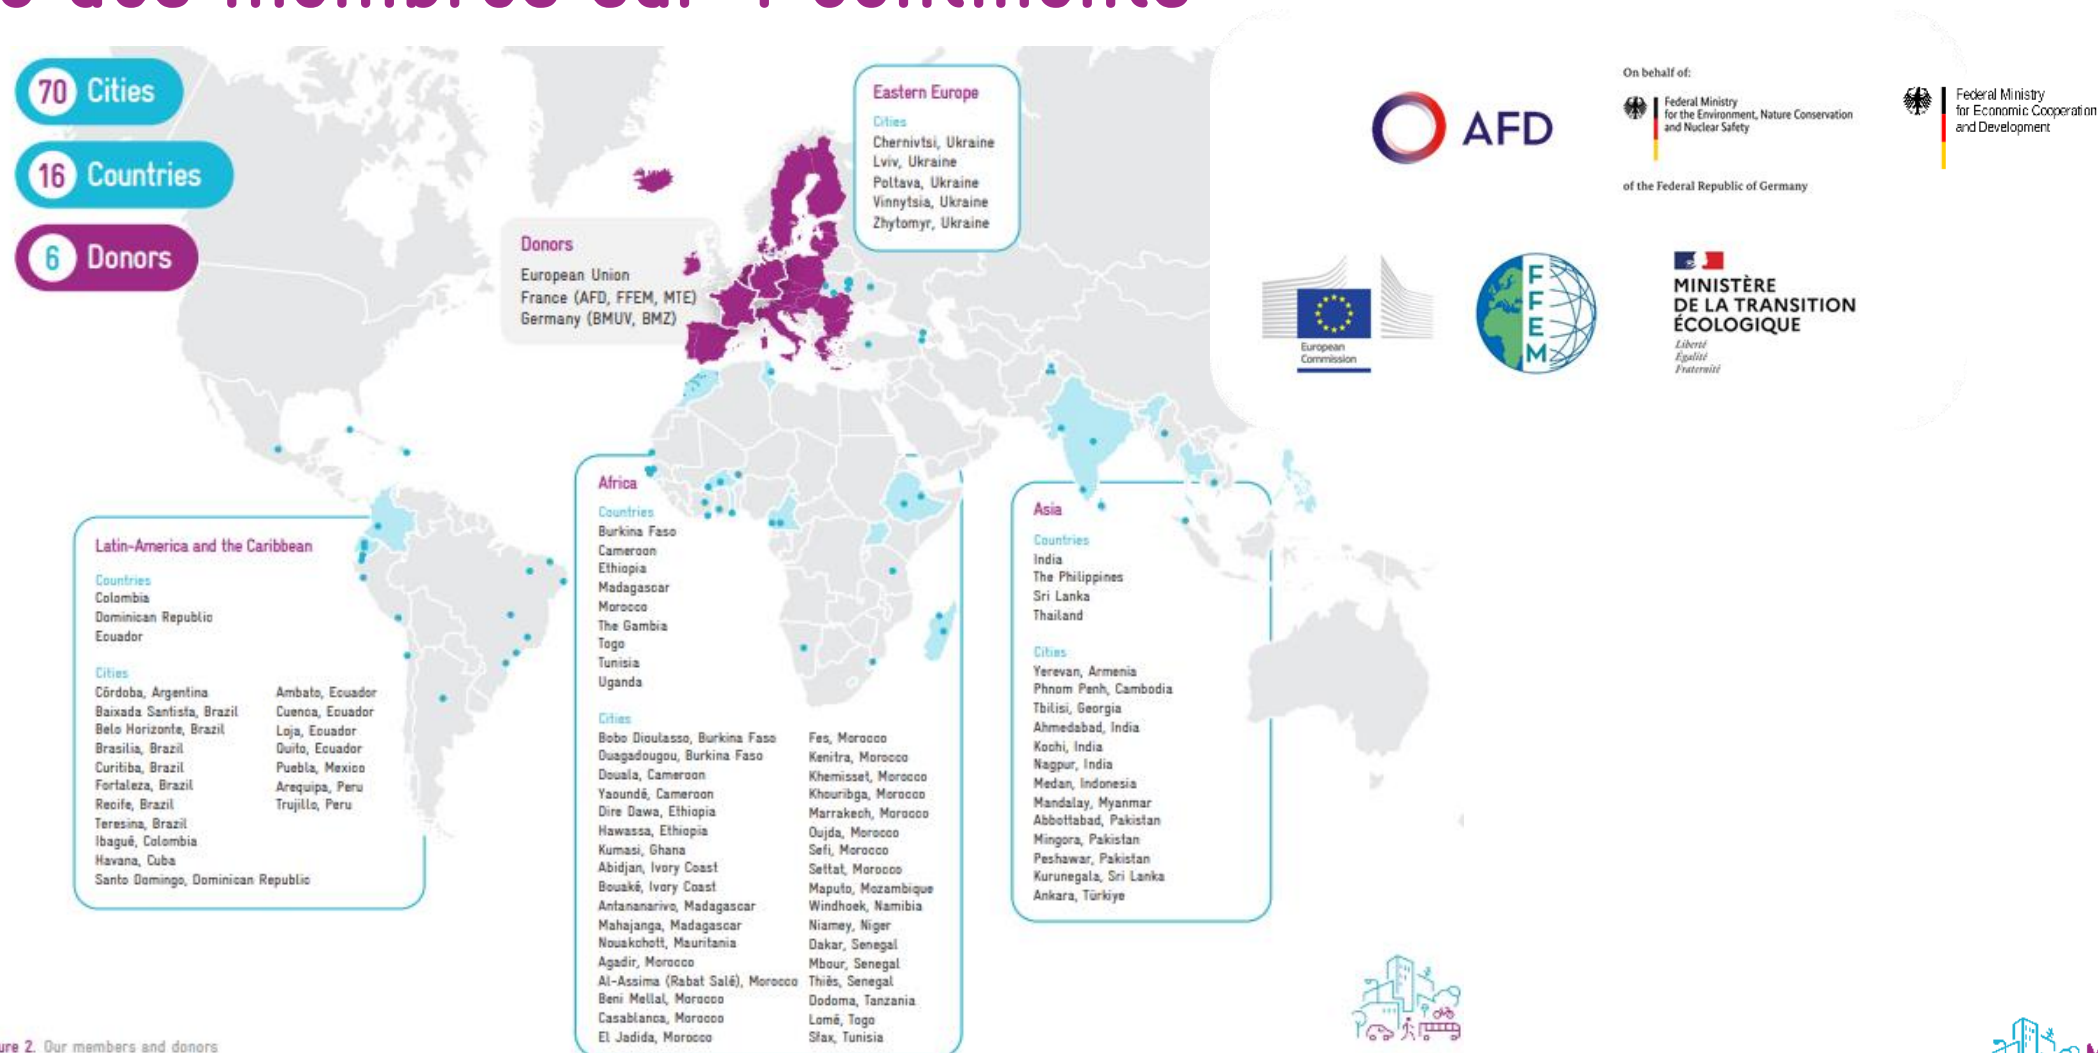 des membres sur 4 continents
70 Cities
16 Countries
6 Donors
Donors
European Union
France (AFD, FFEM, MTE)
Germany (BMUV, BMZ)
Eastern Europe
Cities
Chernivtsi, Ukraine
Lviv, Ukraine
Poltava, Ukraine
Vinnytsia, Ukraine
Zhytomyr, Ukraine
AFD
On behalf of:
Federal Ministry
for the Environment, Nature Conservation
and Nuclear Safety
of the Federal Republic of Germany
Federal Ministry
for Economic Cooperation
and Development
European
Commission
FFEM
MINISTÈRE
DE LA TRANSITION
ÉCOLOGIQUE
Liberté
Égalité
Fraternité
Latin-America and the Caribbean
Countries
Colombia
Dominican Republic
Ecuador
Cities
Córdoba, Argentina
Baixada Santista, Brazil
Belo Horizonte, Brazil
Brasilia, Brazil
Curitiba, Brazil
Fortaleza, Brazil
Recife, Brazil
Teresina, Brazil
Ibagué, Colombia
Havana, Cuba
Santo Domingo, Dominican Republic
Ambato, Ecuador
Cuenca, Ecuador
Loja, Ecuador
Quito, Ecuador
Puebla, Mexico
Arequipa, Peru
Trujillo, Peru
Africa
Countries
Burkina Faso
Cameroon
Ethiopia
Madagascar
Morocco
The Gambia
Togo
Tunisia
Uganda
Cities
Bobo Dioulasso, Burkina Faso
Ouagadougou, Burkina Faso
Douala, Cameroon
Yaoundé, Cameroon
Dire Dawa, Ethiopia
Hawassa, Ethiopia
Kumasi, Ghana
Abidjan, Ivory Coast
Bouaké, Ivory Coast
Antananarivo, Madagascar
Mahajanga, Madagascar
Nouakchott, Mauritania
Agadir, Morocco
Al-Assima (Rabat Salé), Morocco
Beni Mellal, Morocco
Casablanca, Morocco
El Jadida, Morocco
Fes, Morocco
Kenitra, Morocco
Khemisset, Morocco
Khouribga, Morocco
Marrakech, Morocco
Oujda, Morocco
Safi, Morocco
Settat, Morocco
Maputo, Mozambique
Windhoek, Namibia
Niamey, Niger
Dakar, Senegal
Mbour, Senegal
Thiès, Senegal
Dodoma, Tanzania
Lomé, Togo
Sfax, Tunisia
Asia
Countries
India
The Philippines
Sri Lanka
Thailand
Cities
Yerevan, Armenia
Phnom Penh, Cambodia
Tbilisi, Georgia
Ahmedabad, India
Kochi, India
Nagpur, India
Medan, Indonesia
Mandalay, Myanmar
Abbottabad, Pakistan
Mingora, Pakistan
Peshawar, Pakistan
Kurunegala, Sri Lanka
Ankara, Türkiye
ure 2. Our members and donors